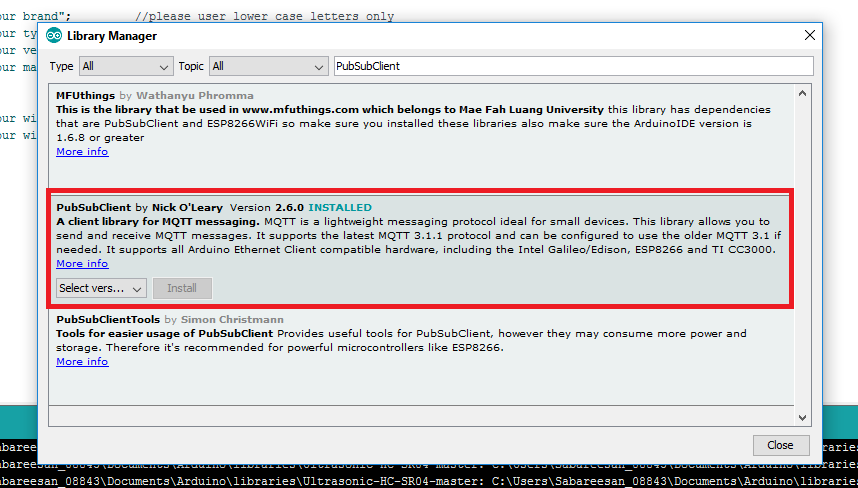 our brand";         //please user lower case letters only
our ty
Library Manager
our ve
our ma
Type All Topic All PubSubClient
MFUthings by Wathanyu Phromma
This is the library that be used in www.mfuthings.com which belongs to Mae Fah Luang University this library has dependencies
our wi
that are PubSubClient and ESP8266WiFi so make sure you installed these libraries also make sure the ArduinoIDE version is
our wi
1.6.8 or greater
More info
PubSubClient by Nick O'Leary Version 2.6.0 INSTALLED
A client library for MQTT messaging. MQTT is a lightweight messaging protocol ideal for small devices. This library allows you to
send and receive MQTT messages. It supports the latest MQTT 3.1.1 protocol and can be configured to use the older MQTT 3.1 if
needed. It supports all Arduino Ethernet Client compatible hardware, including the Intel Galileo/Edison, ESP8266 and TI CC3000.
More info
Select vers... Install
PubSubClientTools by Simon Christmann
Tools for easier usage of PubSubClient Provides useful tools for PubSubClient, however they may consume more power and
storage. Therefore it's recommended for powerful microcontrollers like ESP8266.
More info
Close
abareesan_08843\Documents\Arduino\libraries\Ultrasonic-HC-SR04-master: C:\Users\Sabareesan_08843\Documents\Arduino\libraries
abareesan_08843\Documents\Arduino\libraries\Ultrasonic-HC-SR04-master: C:\Users\Sabareesan_08843\Documents\Arduino\libraries